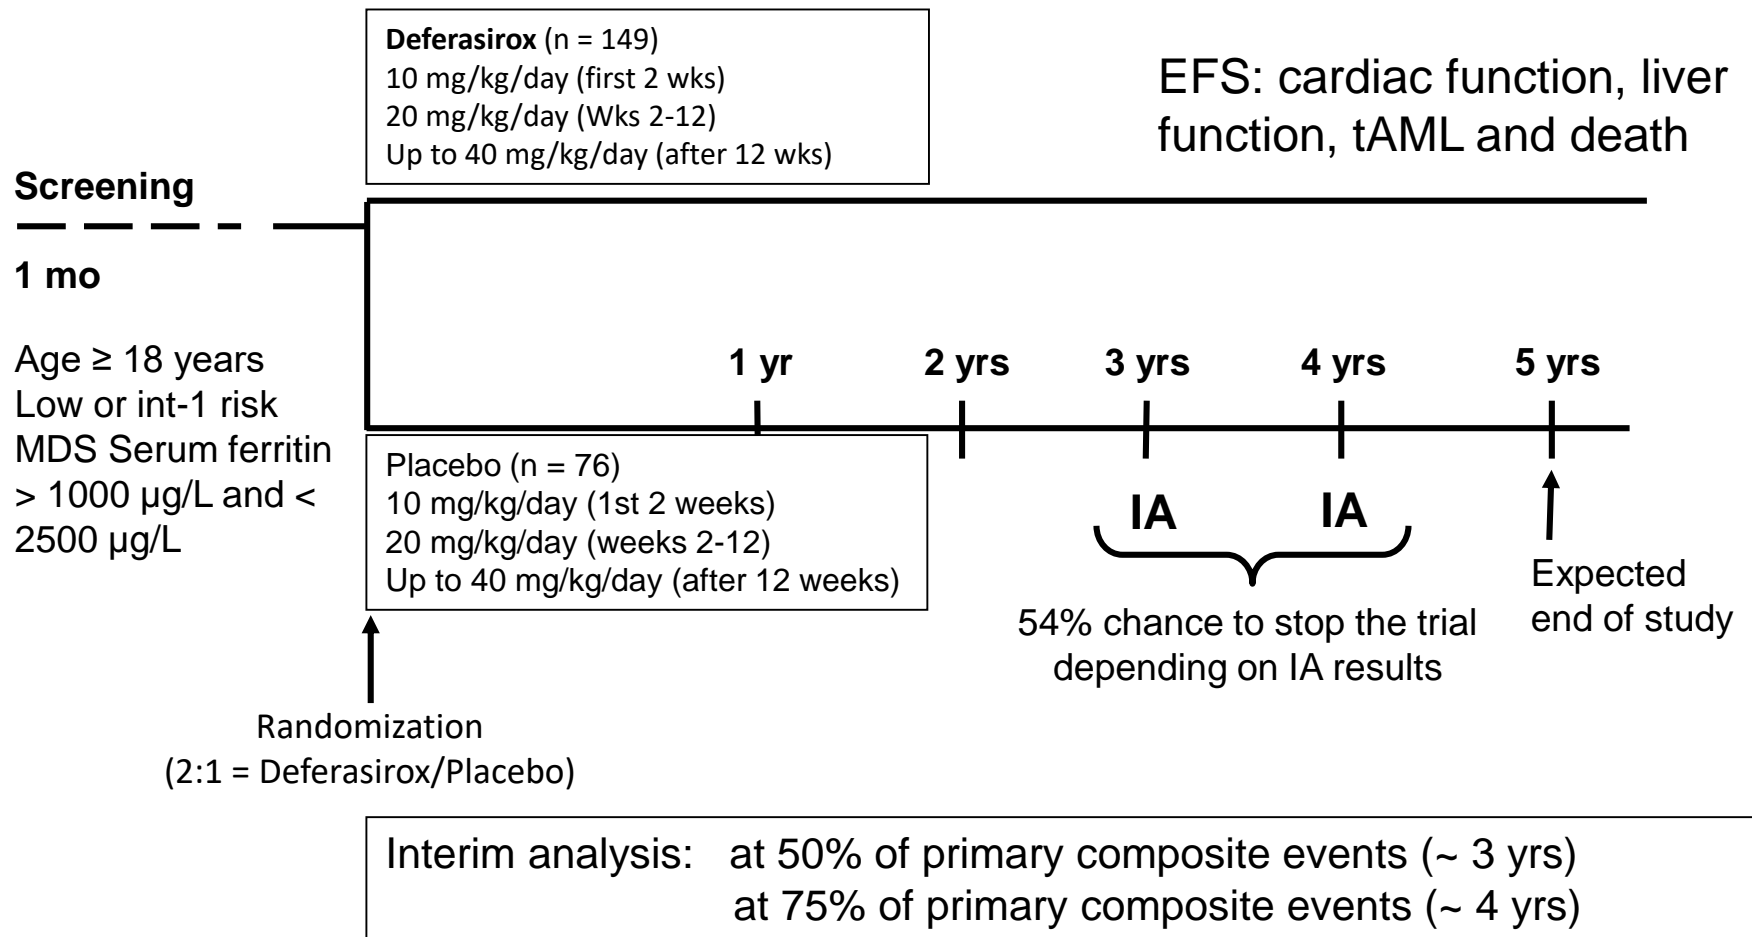 Deferasirox (n = 149)
10 mg/kg/day (first 2 wks)
20 mg/kg/day (Wks 2-12)
Up to 40 mg/kg/day (after 12 wks)
EFS: cardiac function, liver
function, tAML and death
Screening
1 mo
Age ≥ 18 years
Low or int-1 risk
MDS Serum ferritin
> 1000 µg/L and <
2500 µg/L
1 yr
2 yrs
3 yrs
4 yrs
5 yrs
Placebo (n = 76)
10 mg/kg/day (1st 2 weeks)
20 mg/kg/day (weeks 2-12)
Up to 40 mg/kg/day (after 12 weeks)
IA
IA
54% chance to stop the trial
depending on IA results
Expected
end of study
Randomization
(2:1 = Deferasirox/Placebo)
Interim analysis: at 50% of primary composite events (~ 3 yrs)
at 75% of primary composite events (~ 4 yrs)